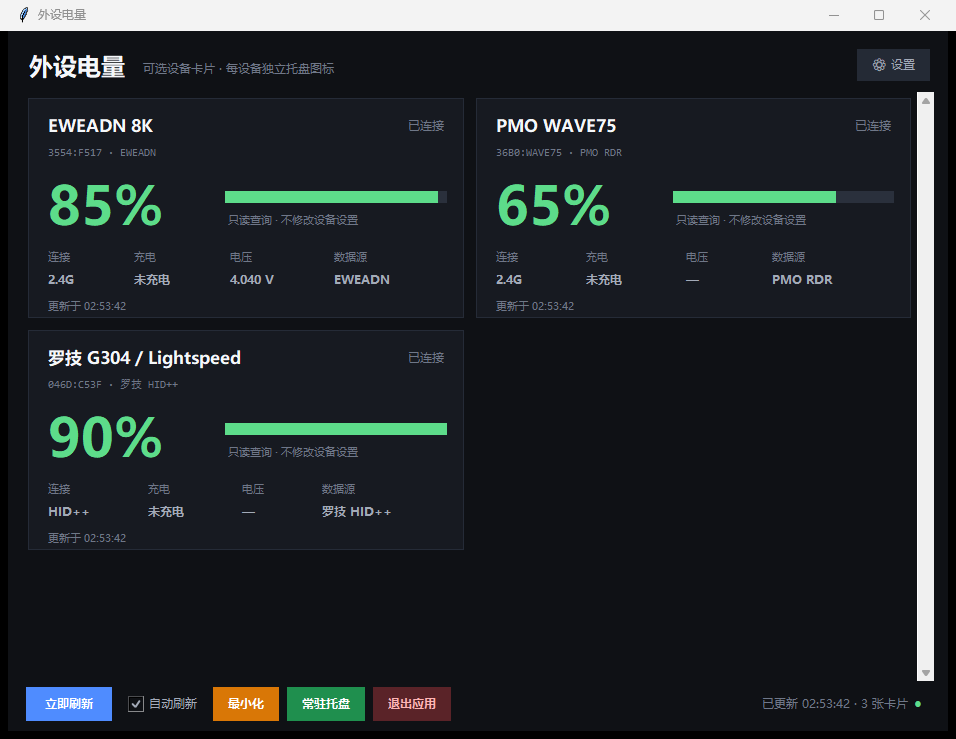 外设电量
外设电量 可选设备卡片 · 每设备独立托盘图标 设置
EWEADN 8K 已连接
3554:F517 · EWEADN
85%
只读查询 · 不修改设备设置
连接 充电 电压 数据源
2.4G 未充电 4.040 V EWEADN
更新于 02:53:42
PMO WAVE75 已连接
36B0:WAVE75 · PMO RDR
65%
只读查询 · 不修改设备设置
连接 充电 电压 数据源
2.4G 未充电 — PMO RDR
更新于 02:53:42
罗技 G304 / Lightspeed 已连接
046D:C53F · 罗技 HID++
90%
只读查询 · 不修改设备设置
连接 充电 电压 数据源
HID++ 未充电 — 罗技 HID++
更新于 02:53:42
立即刷新 自动刷新 最小化 常驻托盘 退出应用 已更新 02:53:42 · 3 张卡片